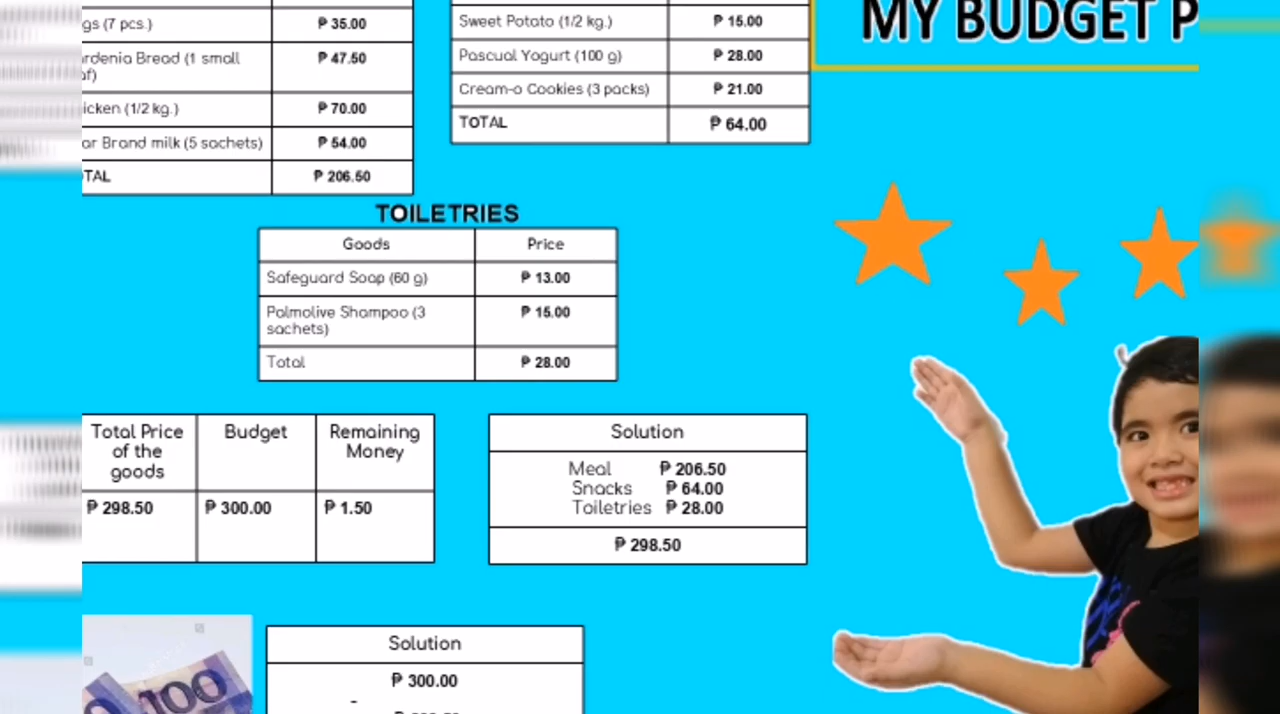 gs (7 pcs.) ₱ 35.00
rdenia Bread (1 small ₱ 47.50
af)
icken (1/2 kg.) ₱ 70.00
ar Brand milk (5 sachets) ₱ 54.00
TAL ₱ 206.50
Sweet Potato (1/2 kg.) ₱ 15.00
Pascual Yogurt (100 g) ₱ 28.00
Cream-o Cookies (3 packs) ₱ 21.00
TOTAL ₱ 64.00
MY BUDGET P
TOILETRIES
Goods Price
Safeguard Soap (60 g) ₱ 13.00
Palmolive Shampoo (3 ₱ 15.00
sachets)
Total ₱ 28.00
Total Price Budget Remaining
of the Money
goods
₱ 298.50 ₱ 300.00 ₱ 1.50
Solution
Meal ₱ 206.50
Snacks ₱ 64.00
Toiletries ₱ 28.00
₱ 298.50
100
Solution
₱ 300.00
-